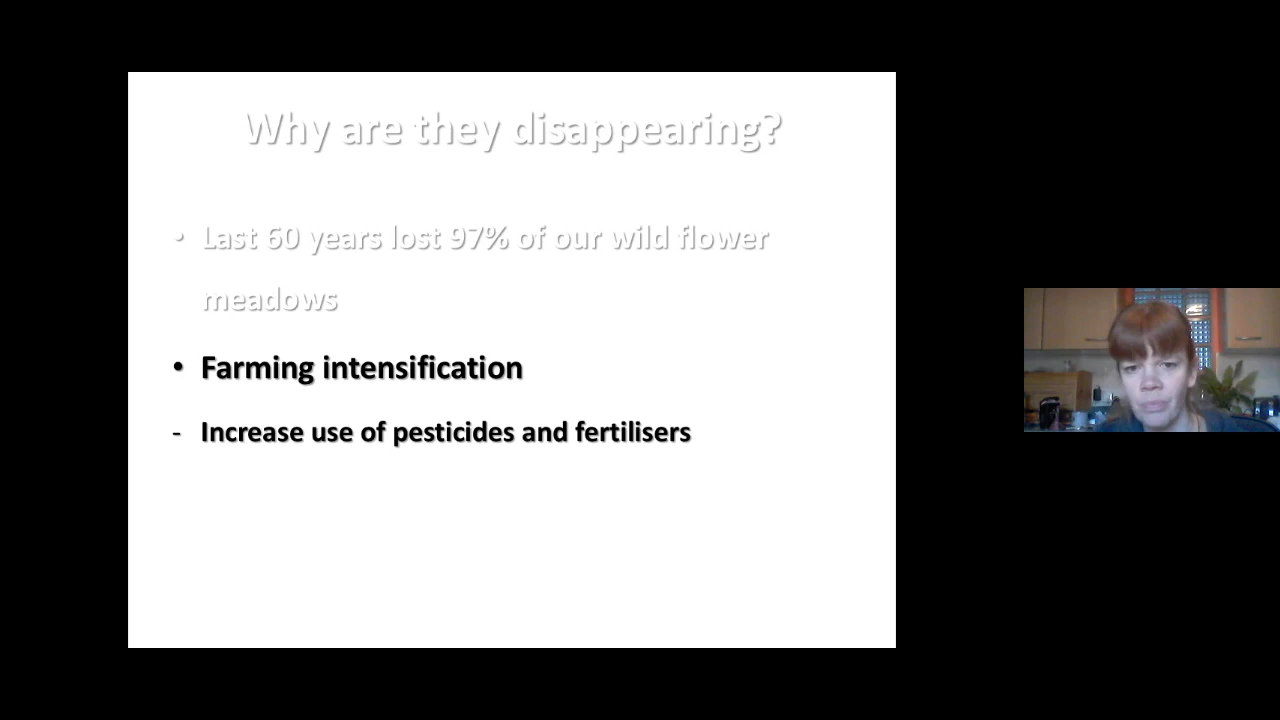 Why are they disappearing?
• Last 60 years lost 97% of our wild flower
meadows
• Farming intensification
- Increase use of pesticides and fertilisers